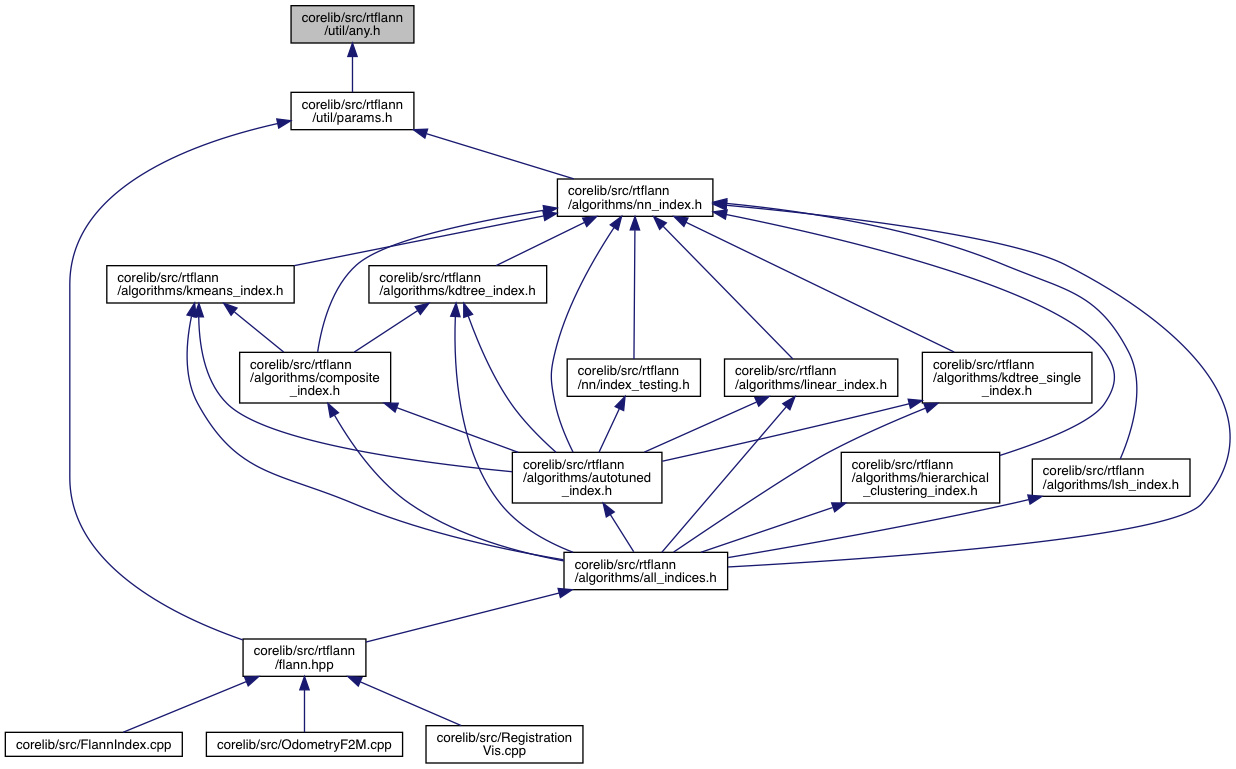 corelib/src/rtflann
/util/any.h
corelib/src/rtflann
/util/params.h
corelib/src/rtflann
/algorithms/nn_index.h
corelib/src/rtflann
/algorithms/kmeans_index.h
corelib/src/rtflann
/algorithms/kdtree_index.h
corelib/src/rtflann
/algorithms/composite
_index.h
corelib/src/rtflann
/nn/index_testing.h
corelib/src/rtflann
/algorithms/linear_index.h
corelib/src/rtflann
/algorithms/kdtree_single
_index.h
corelib/src/rtflann
/algorithms/autotuned
_index.h
corelib/src/rtflann
/algorithms/hierarchical
_clustering_index.h
corelib/src/rtflann
/algorithms/lsh_index.h
corelib/src/rtflann
/algorithms/all_indices.h
corelib/src/rtflann
/flann.hpp
corelib/src/FlannIndex.cpp
corelib/src/OdometryF2M.cpp
corelib/src/Registration
Vis.cpp